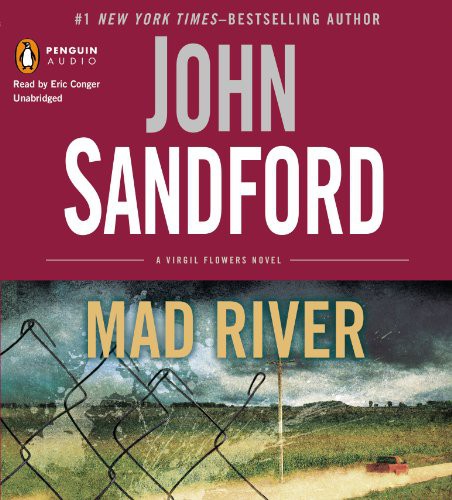 #1 NEW YORK TIMES–BESTSELLING AUTHOR
PENGUIN
AUDIO
Read by Eric Conger
Unabridged
JOHN
SANDFORD
A VIRGIL FLOWERS NOVEL
MAD RIVER